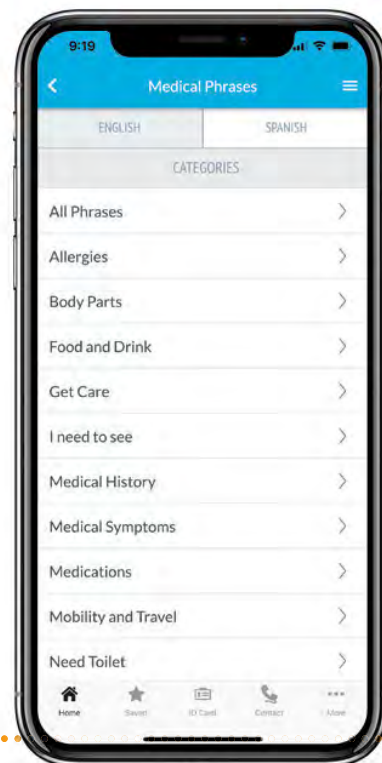 9:19
Medical Phrases
ENGLISH SPANISH
CATEGORIES
All Phrases
Allergies
Body Parts
Food and Drink
Get Care
I need to see
Medical History
Medical Symptoms
Medications
Mobility and Travel
Need Toilet
Home Saved ID Card Contact More